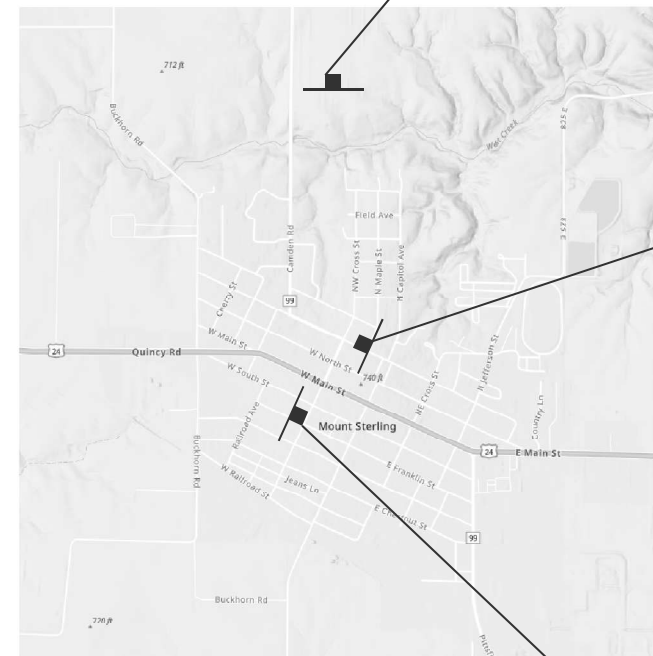 712 ft
Buckhorn Rd
War Creek
825 E
Field Ave
Camden Rd
NW Cross St
N Maple St
N Capitol Ave
Cherry St
99
24
Quincy Rd
W Main St
W North St
W South St
W Main St
740 ft
NE Cross St
N Jefferson St
Country Ln
Railroad Ave
Mount Sterling
24
E Main St
Buckhorn Rd
W Railroad St
Jeans Ln
E Franklin St
E Chestnut St
99
Buckhorn Rd
720 ft